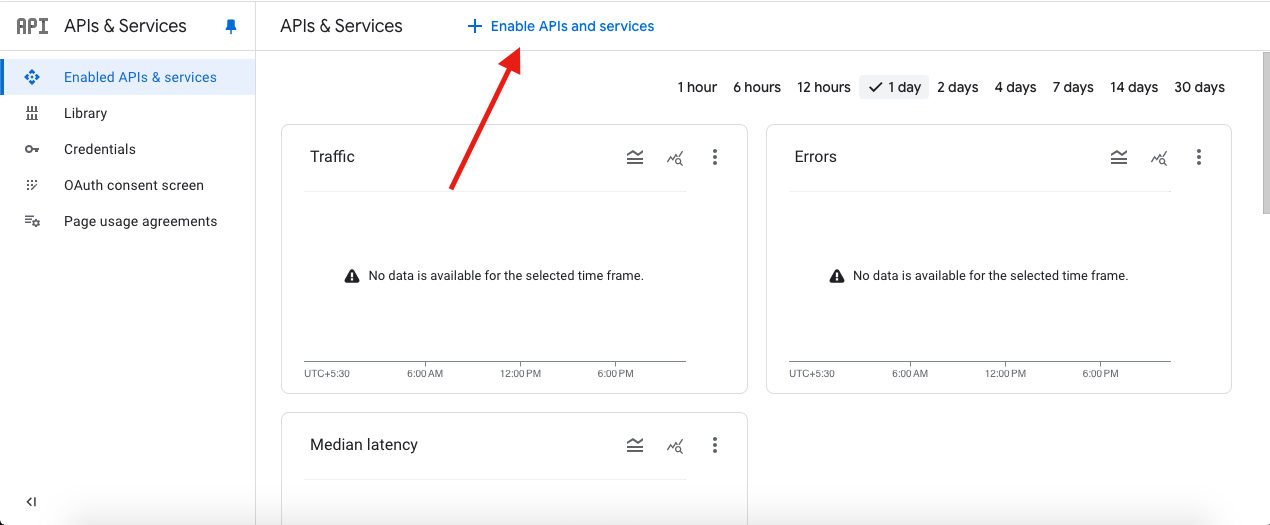 API APIs & Services
APIs & Services
Enable APIs and services
Enabled APIs & services
Library
Credentials
OAuth consent screen
Page usage agreements
1 hour 6 hours 12 hours 1 day 2 days 4 days 7 days 14 days 30 days
Traffic
No data is available for the selected time frame.
UTC+5:30 6:00 AM 12:00 PM 6:00 PM
Errors
No data is available for the selected time frame.
UTC+5:30 6:00 AM 12:00 PM 6:00 PM
Median latency